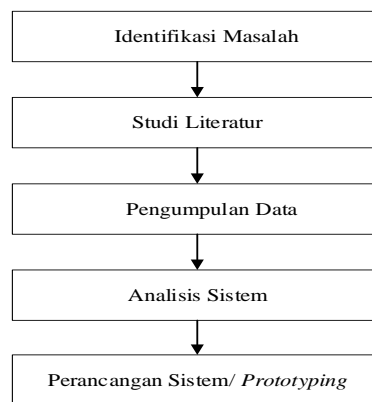 Identifikasi Masalah
Studi Literatur
Pengumpulan Data
Analisis Sistem
Perancangan Sistem/ Prototyping